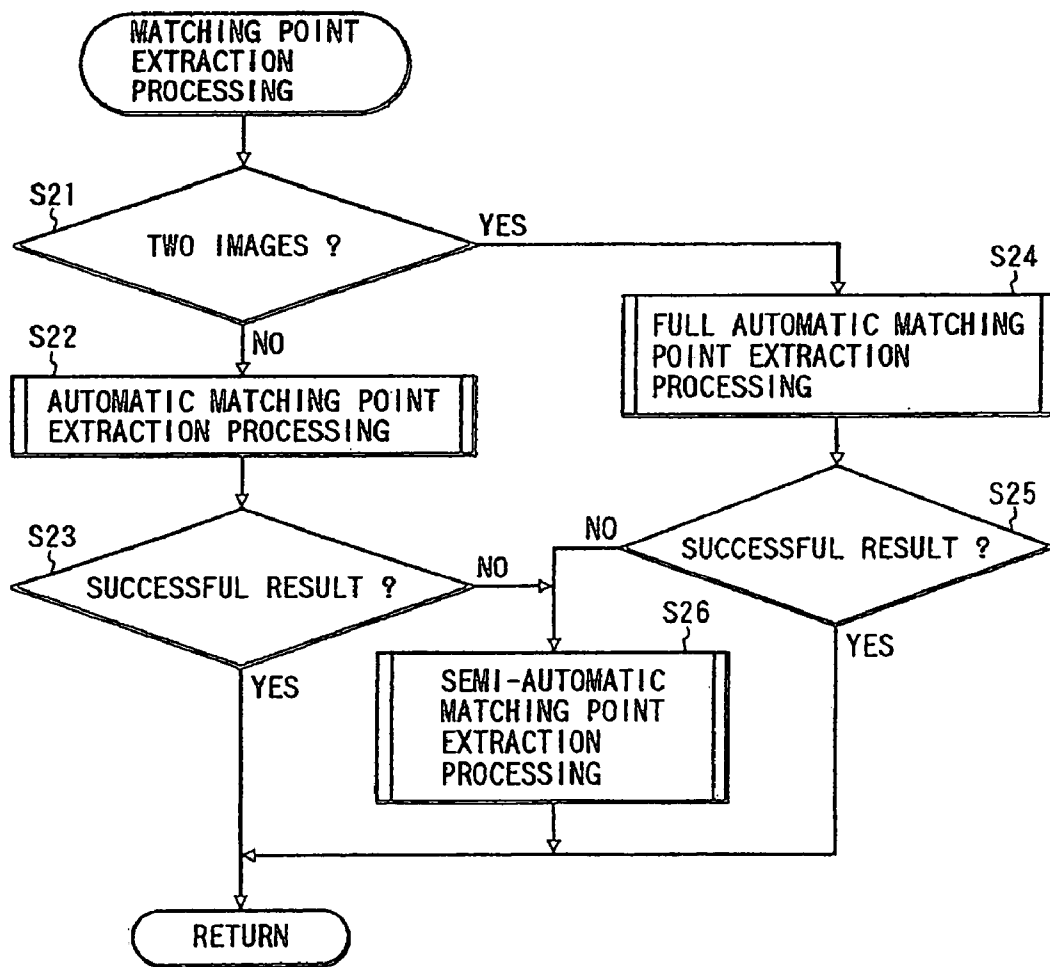 MATCHING POINT
EXTRACTION
PROCESSING
S21
TWO IMAGES ?
YES
NO
S22
AUTOMATIC MATCHING POINT
EXTRACTION PROCESSING
S24
FULL AUTOMATIC MATCHING
POINT EXTRACTION
PROCESSING
S23
SUCCESSFUL RESULT ?
NO
YES
S25
SUCCESSFUL RESULT ?
NO
YES
S26
SEMI-AUTOMATIC
MATCHING POINT
EXTRACTION
PROCESSING
RETURN